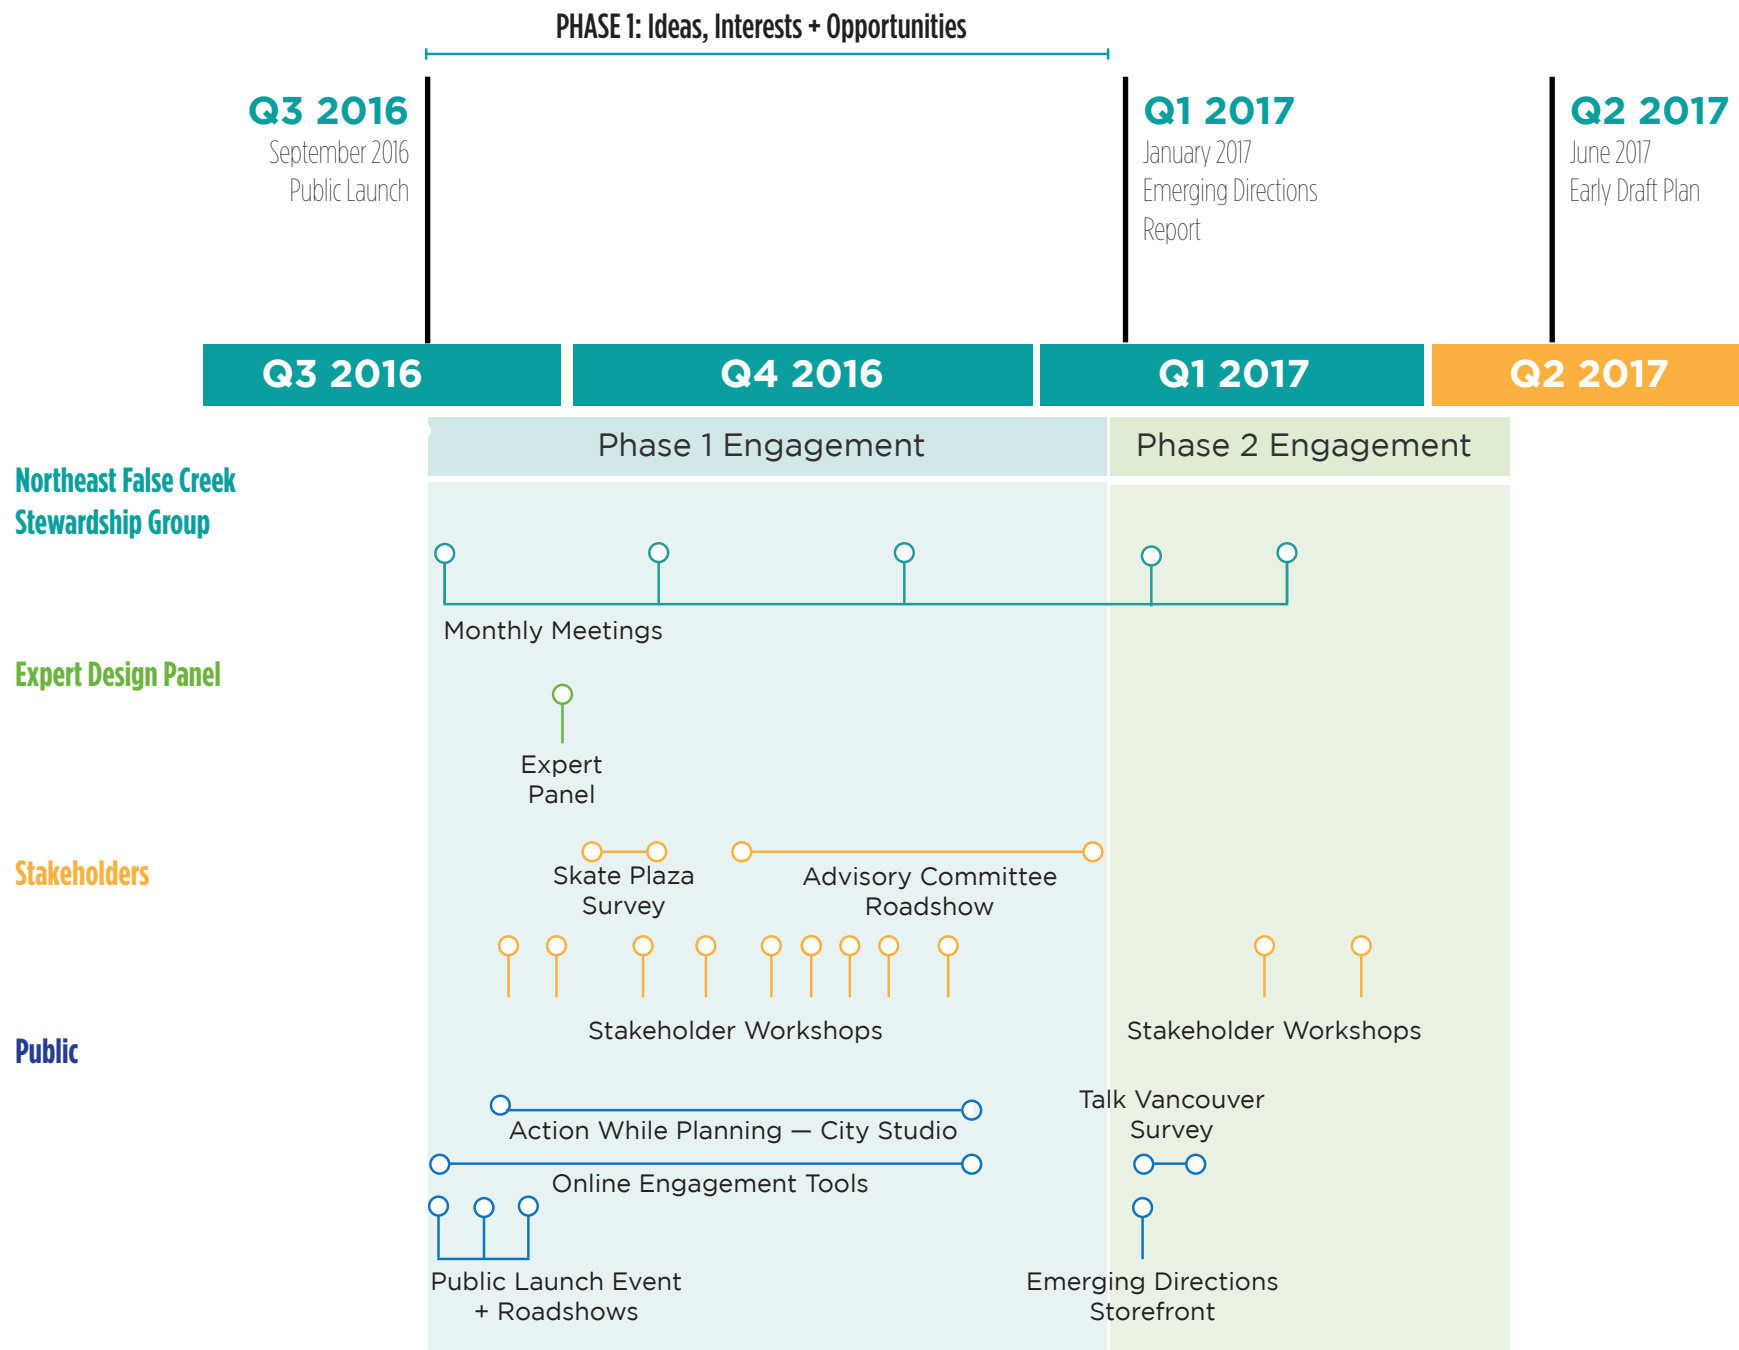 PHASE 1: Ideas, Interests + Opportunities
Q3 2016
September 2016
Public Launch
Q1 2017
January 2017
Emerging Directions
Report
Q2 2017
June 2017
Early Draft Plan
Q3 2016
Q4 2016
Q1 2017
Q2 2017
Phase 1 Engagement
Phase 2 Engagement
Northeast False Creek
Stewardship Group
Monthly Meetings
Expert Design Panel
Expert
Panel
Stakeholders
Skate Plaza
Survey
Advisory Committee
Roadshow
Stakeholder Workshops
Stakeholder Workshops
Public
Action While Planning — City Studio
Talk Vancouver
Survey
Online Engagement Tools
Public Launch Event
+ Roadshows
Emerging Directions
Storefront